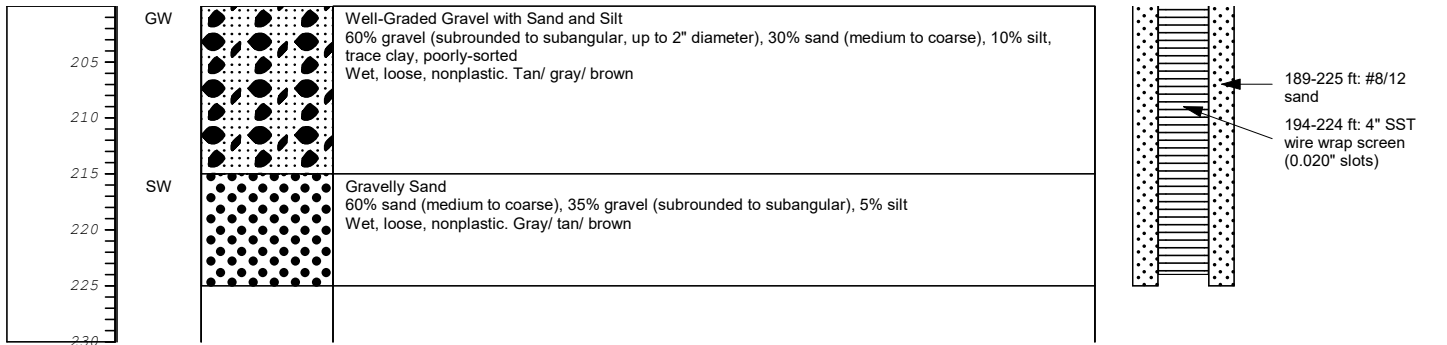 GW
Well-Graded Gravel with Sand and Silt
60% gravel (subrounded to subangular, up to 2" diameter), 30% sand (medium to coarse), 10% silt,
trace clay, poorly-sorted
Wet, loose, nonplastic. Tan/ gray/ brown
205
210
215
189-225 ft: #8/12
sand
194-224 ft: 4" SST
wire wrap screen
(0.020" slots)
SW
Gravelly Sand
60% sand (medium to coarse), 35% gravel (subrounded to subangular), 5% silt
Wet, loose, nonplastic. Gray/ tan/ brown
220
225
230